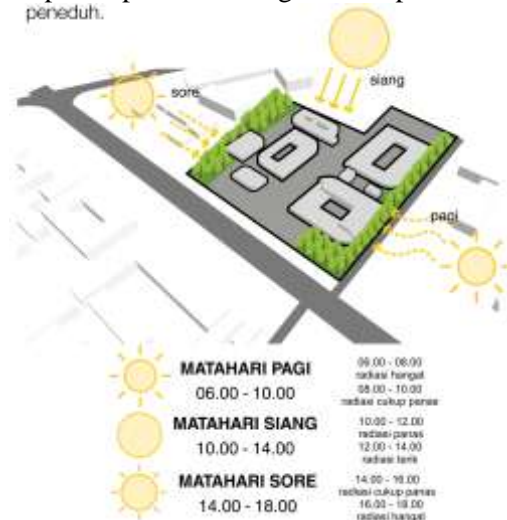 peneduh.
siang
sore
pagi
MATAHARI PAGI
06.00 - 10.00
06.00 - 08.00
radiasi hangat
08.00 - 10.00
radiasi cukup panas
MATAHARI SIANG
10.00 - 14.00
10.00 - 12.00
radiasi panas
12.00 - 14.00
radiasi terik
MATAHARI SORE
14.00 - 18.00
14.00 - 16.00
radiasi cukup panas
16.00 - 18.00
radiasi hangat